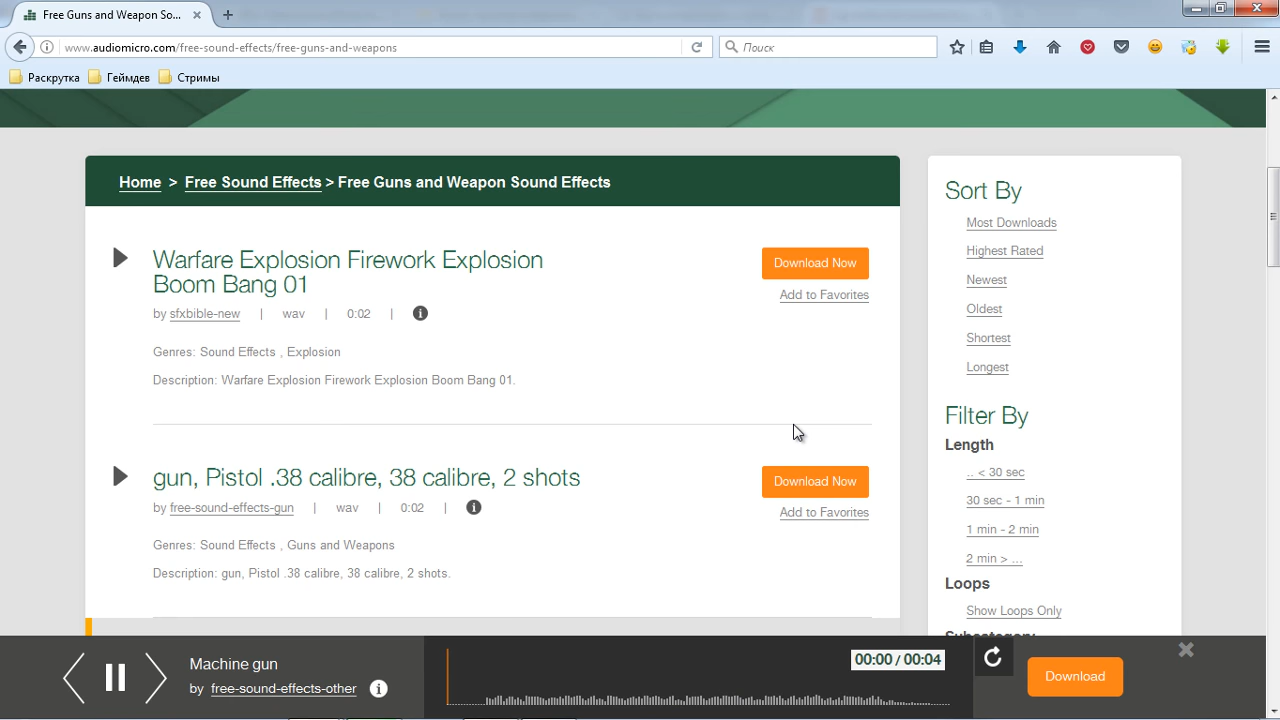 Free Guns and Weapon So...
www.audiomicro.com/free-sound-effects/free-guns-and-weapons
Поиск
Раскрутка Геймдев Стримы
Home > Free Sound Effects > Free Guns and Weapon Sound Effects
Warfare Explosion Firework Explosion
Boom Bang 01
by sfxbible-new | wav | 0:02 |
Genres: Sound Effects , Explosion
Description: Warfare Explosion Firework Explosion Boom Bang 01.
Download Now
Add to Favorites
gun, Pistol .38 calibre, 38 calibre, 2 shots
by free-sound-effects-gun | wav | 0:02 |
Genres: Sound Effects , Guns and Weapons
Description: gun, Pistol .38 calibre, 38 calibre, 2 shots.
Download Now
Add to Favorites
Sort By
Most Downloads
Highest Rated
Newest
Oldest
Shortest
Longest
Filter By
Length
.. < 30 sec
30 sec - 1 min
1 min - 2 min
2 min > ...
Loops
Show Loops Only
Subcategory
Machine gun
by free-sound-effects-other
00:00 / 00:04
Download